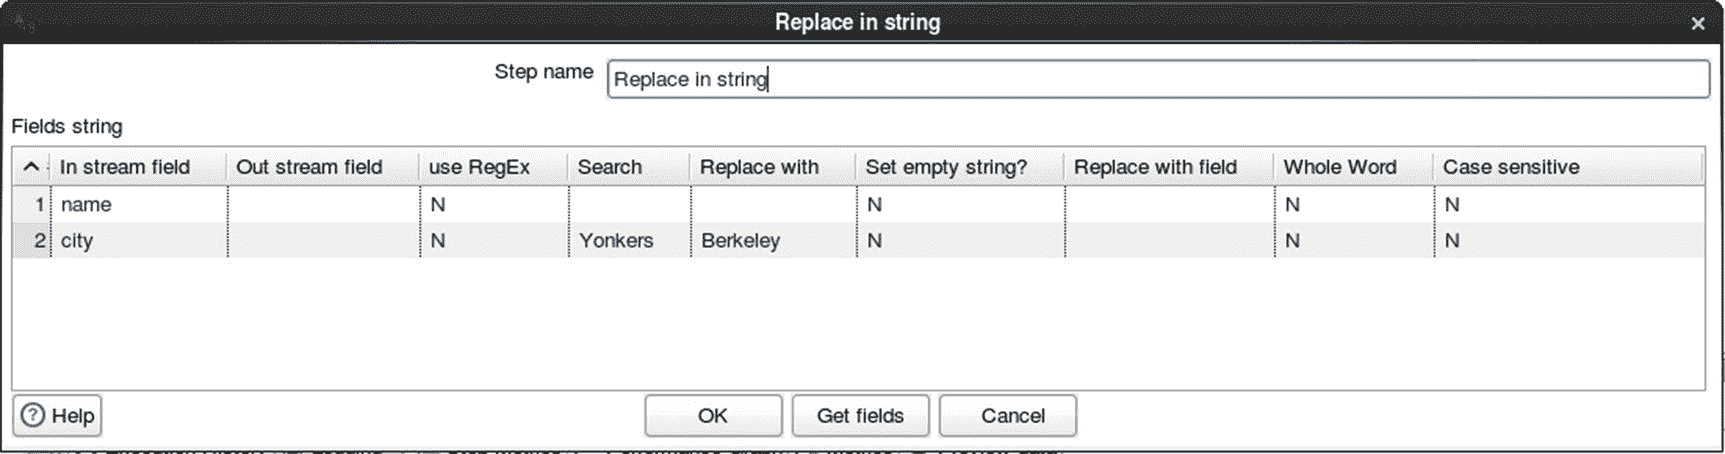 Replace in string
Step name Replace in string
Fields string
In stream field Out stream field use RegEx Search Replace with Set empty string? Replace with field Whole Word Case sensitive
1 name N N N N
2 city N Yonkers Berkeley N N N
Help OK Get fields Cancel